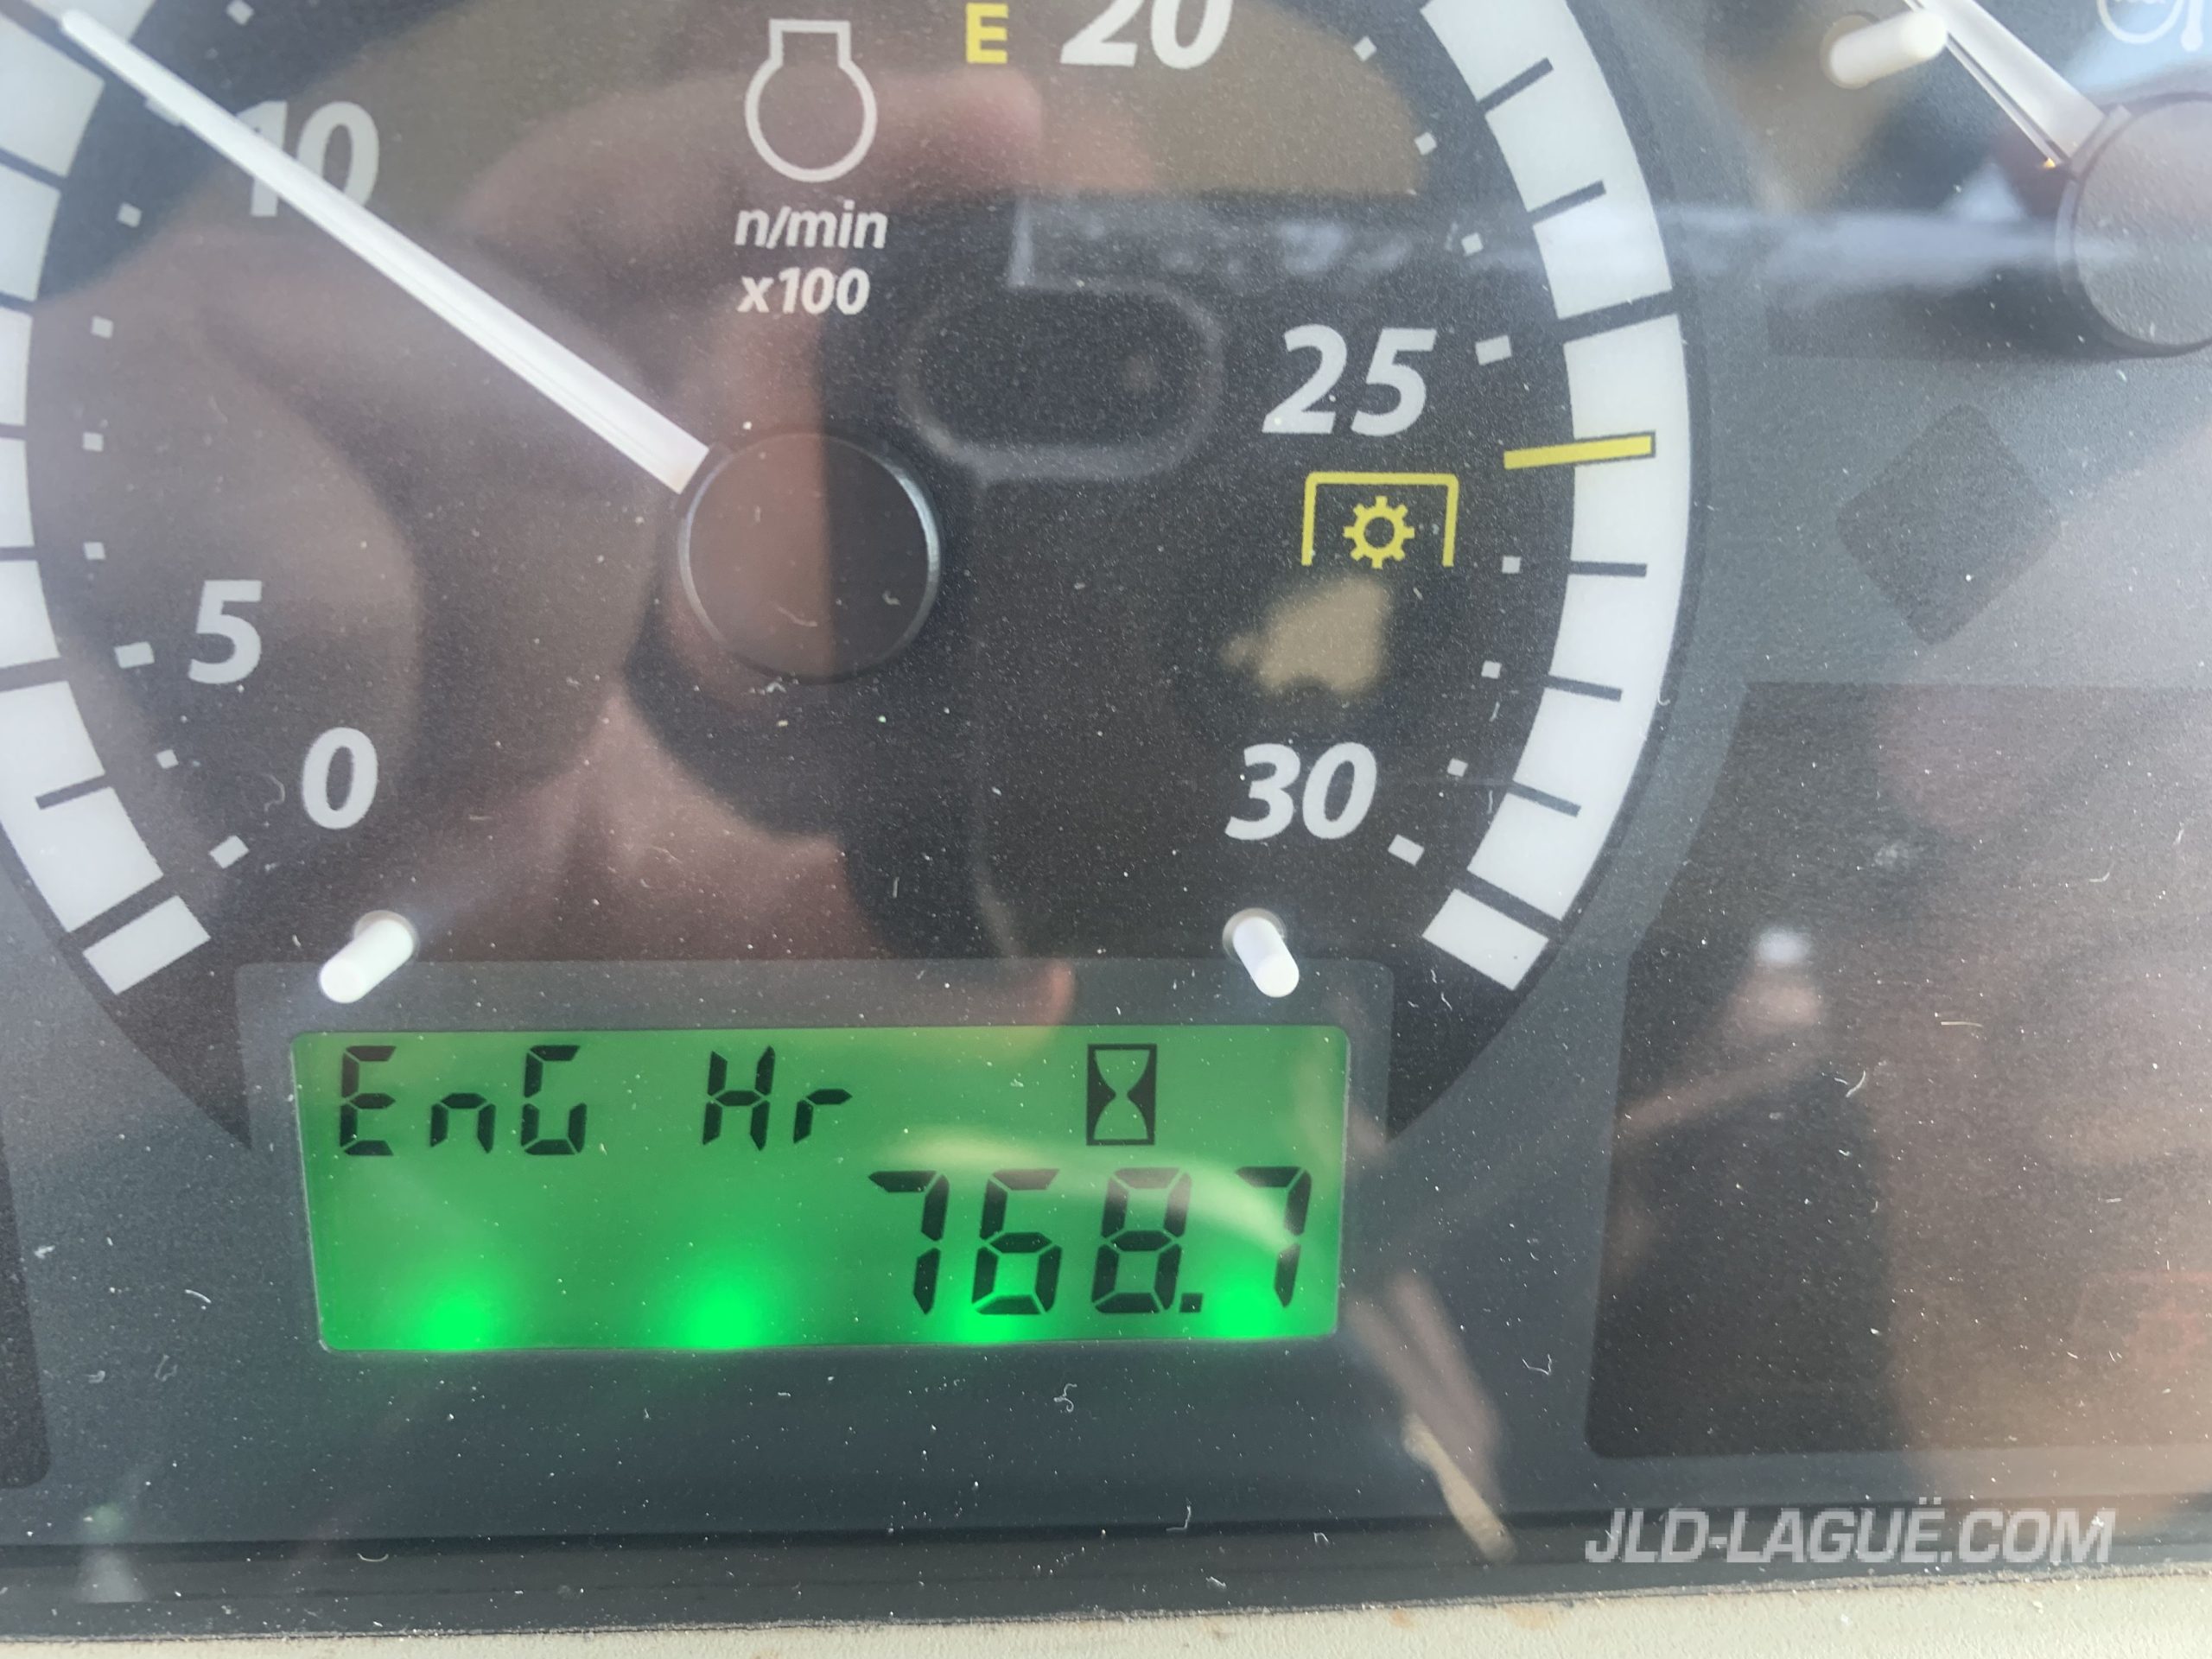 E 20
10
n/min
x100
25
5
0
30
EnG Hr
768.7
JLD-LAGUË.COM